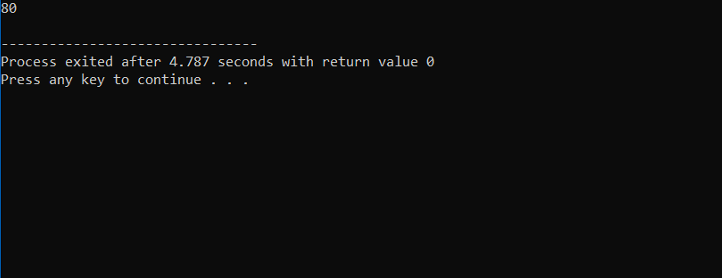 80
--------------------------------
Process exited after 4.787 seconds with return value 0
Press any key to continue . . .